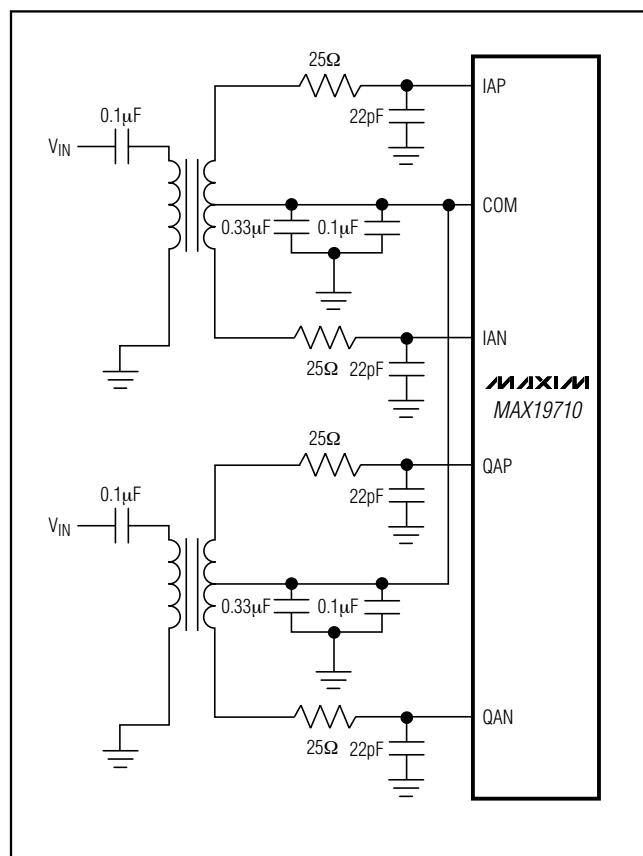 25Ω
IAP
0.1μF
22pF
VIN
COM
0.33μF
0.1μF
IAN
25Ω
22pF
MAXIM
MAX19710
25Ω
QAP
0.1μF
22pF
VIN
0.33μF
0.1μF
QAN
25Ω
22pF